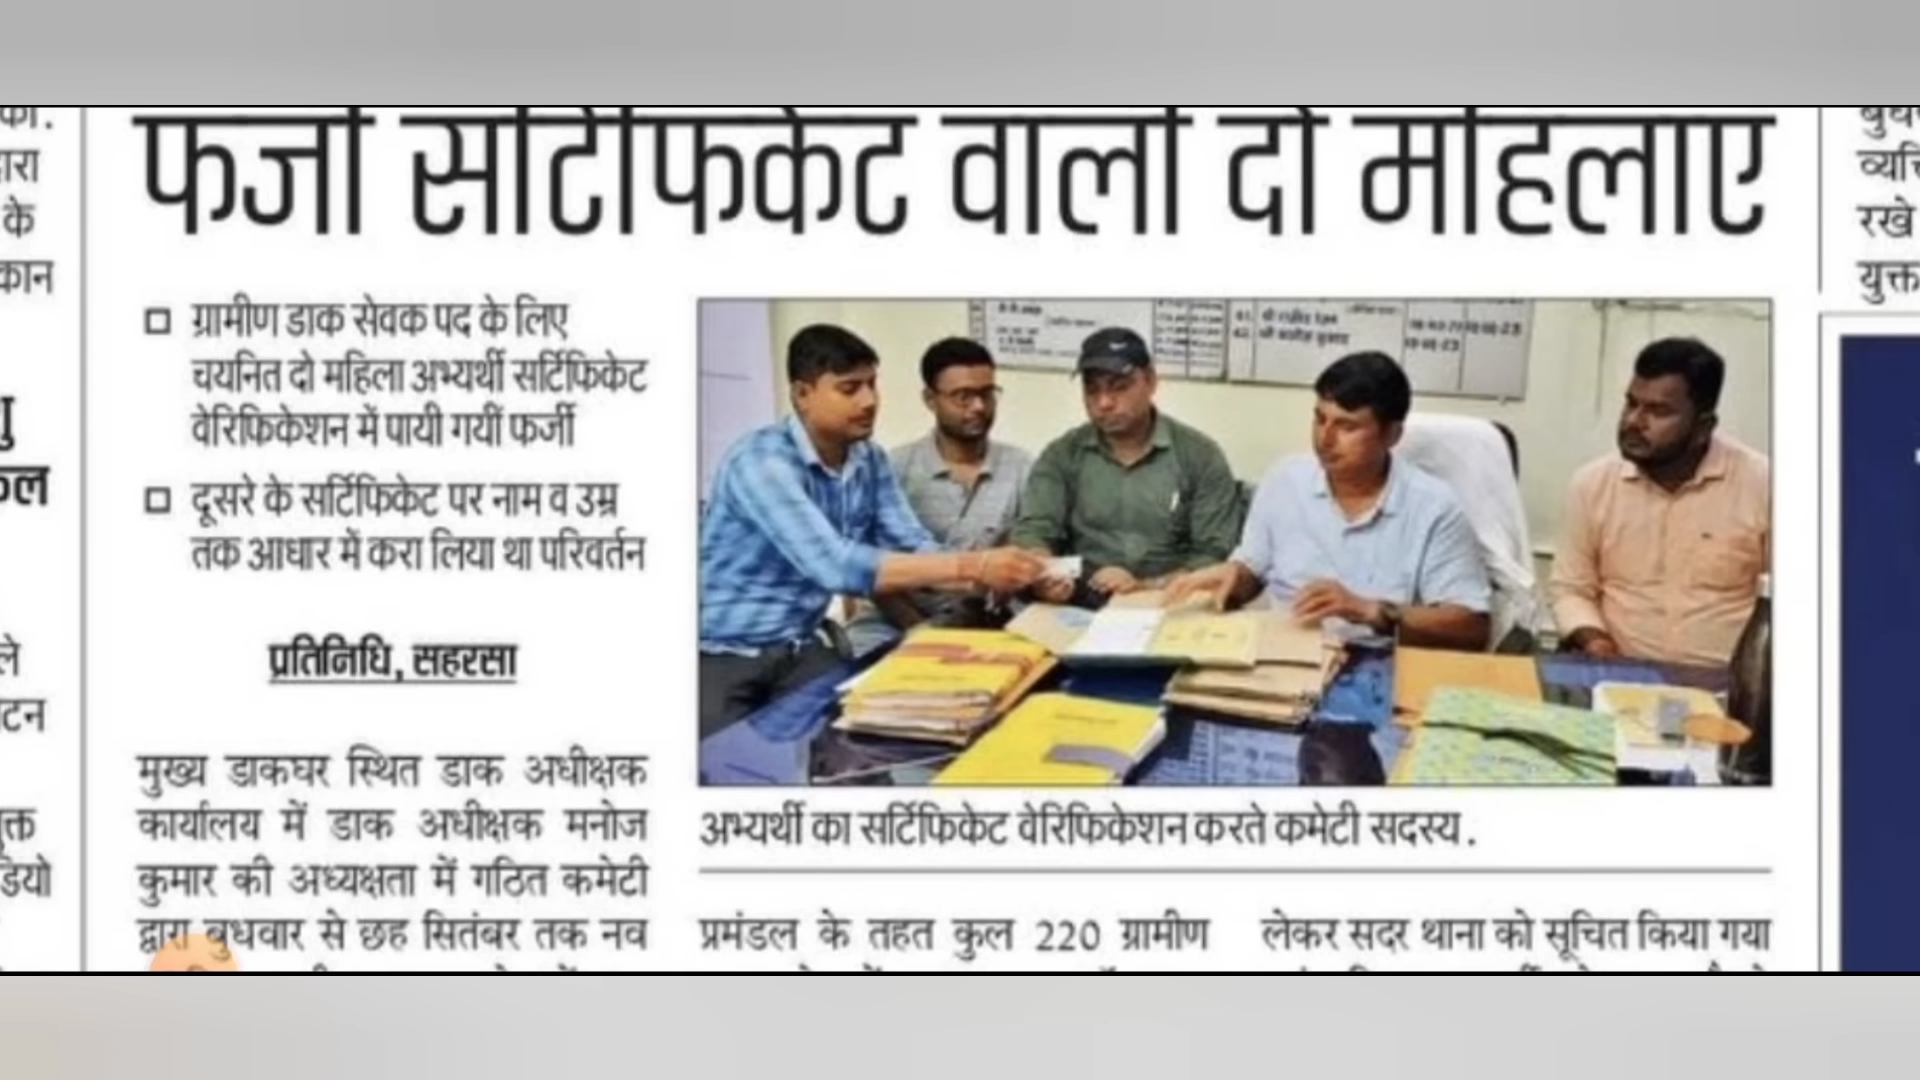 फर्जी सर्टिफिकेट वाली दो महिलाएं
ग्रामीण डाक सेवक पद के लिए
चयनित दो महिला अभ्यर्थी सर्टिफिकेट
वेरिफिकेशन में पायी गयीं फर्जी
दूसरे के सर्टिफिकेट पर नाम व उम्र
तक आधार में करा लिया था परिवर्तन
प्रतिनिधि, सहरसा
मुख्य डाकघर स्थित डाक अधीक्षक
कार्यालय में डाक अधीक्षक मनोज
कुमार की अध्यक्षता में गठित कमेटी
द्वारा बुधवार से छह सितंबर तक नव
अभ्यर्थी का सर्टिफिकेट वेरिफिकेशन करते कमेटी सदस्य.
प्रमंडल के तहत कुल 220 ग्रामीण
लेकर सदर थाना को सूचित किया गया
के
रखे